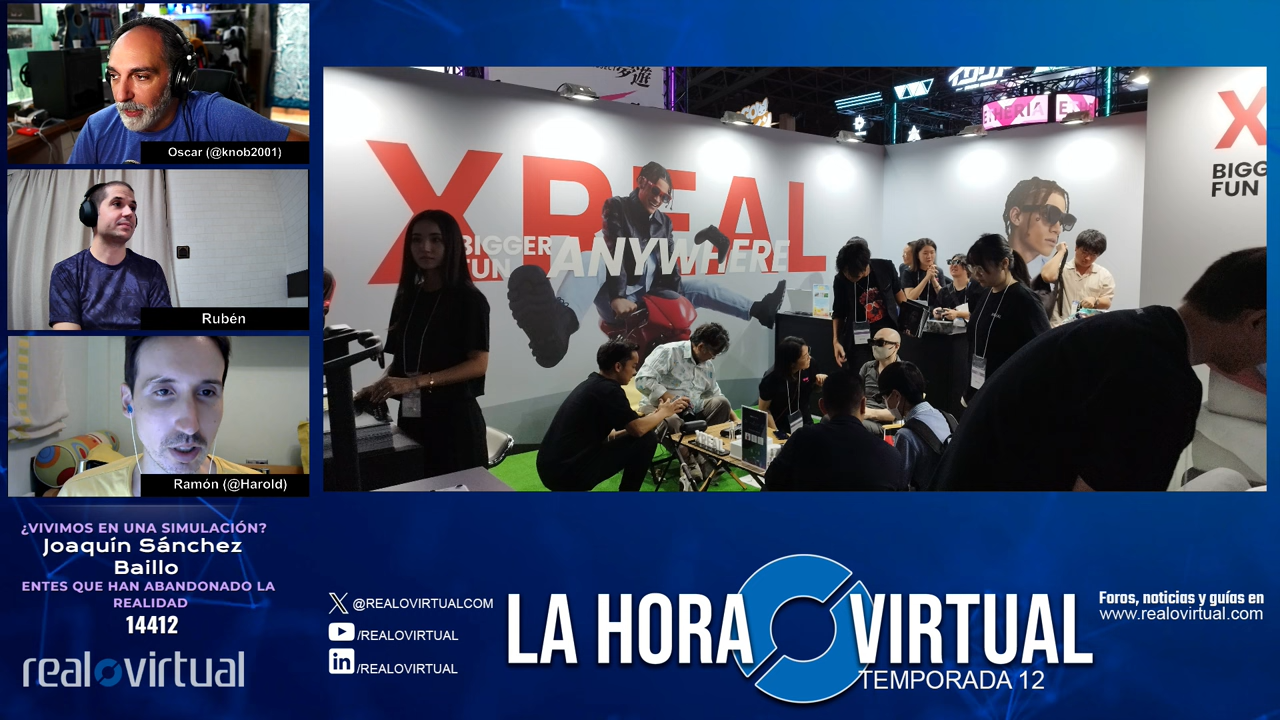 Oscar (@knob2001)
Rubén
Ramón (@Harold)
¿VIVIMOS EN UNA SIMULACIÓN?
Joaquín Sánchez
Baillo
ENTES QUE HAN ABANDONADO LA
REALIDAD
14412
realovirtual
XREAL
BIGGER
FUN
ANYWHERE
X
BIGG
FUN
@REALOVIRTUALCOM
/REALOVIRTUAL
/REALOVIRTUAL
LA HORA VIRTUAL
TEMPORADA 12
Foros, noticias y guías en
www.realovirtual.com